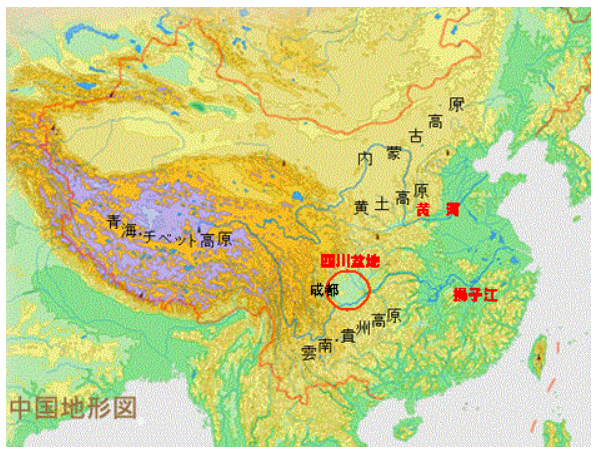 内蒙古高原
黄土高原
黄河
青海・チベット高原
四川盆地
成都
揚子江
雲南・貴州高原
中国地形図